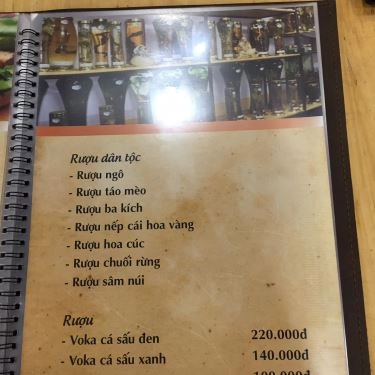 Rượu dân tộc
- Rượu ngô
- Rượu táo mèo
- Rượu ba kích
- Rượu nếp cái hoa vàng
- Rượu hoa cúc
- Rượu chuối rừng
- Rượu sâm núi
Rượu
- Voka cá sấu đen 220.000đ
- Voka cá sấu xanh 140.000đ